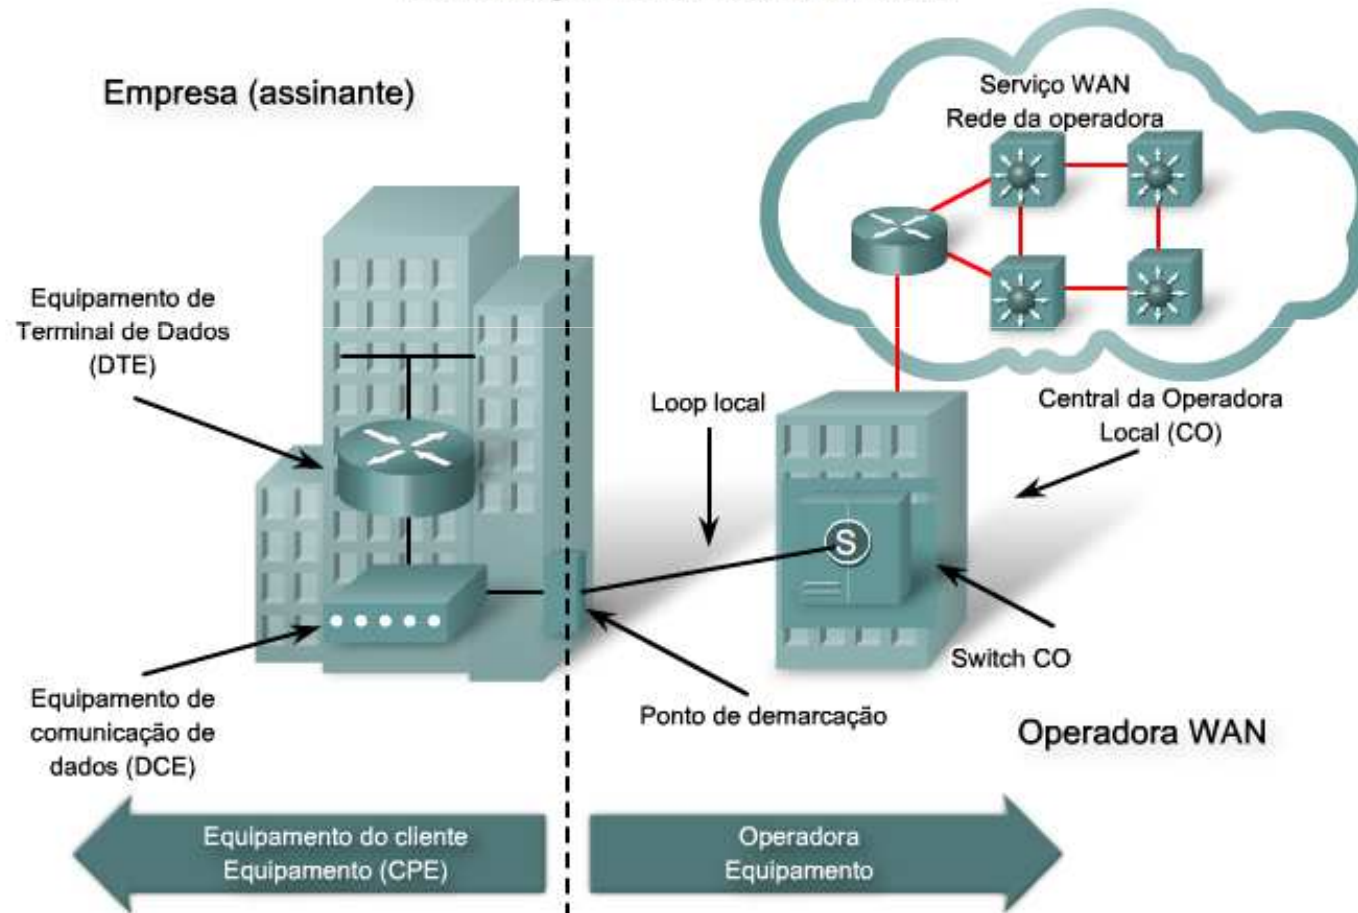 Empresa (assinante)
Serviço WAN
Rede da operadora
Equipamento de
Terminal de Dados
(DTE)
Loop local
Central da Operadora
Local (CO)
S
Switch CO
Equipamento de
comunicação de
dados (DCE)
Ponto de demarcação
Operadora WAN
Equipamento do cliente
Equipamento (CPE)
Operadora
Equipamento